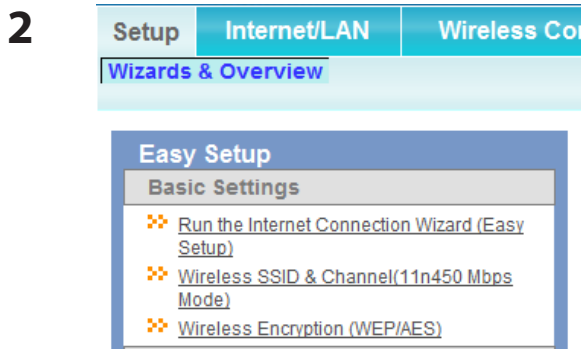 2
Setup Internet/LAN Wireless Co
Wizards & Overview
Easy Setup
Basic Settings
Run the Internet Connection Wizard (Easy
Setup)
Wireless SSID & Channel(11n450 Mbps
Mode)
Wireless Encryption (WEP/AES)